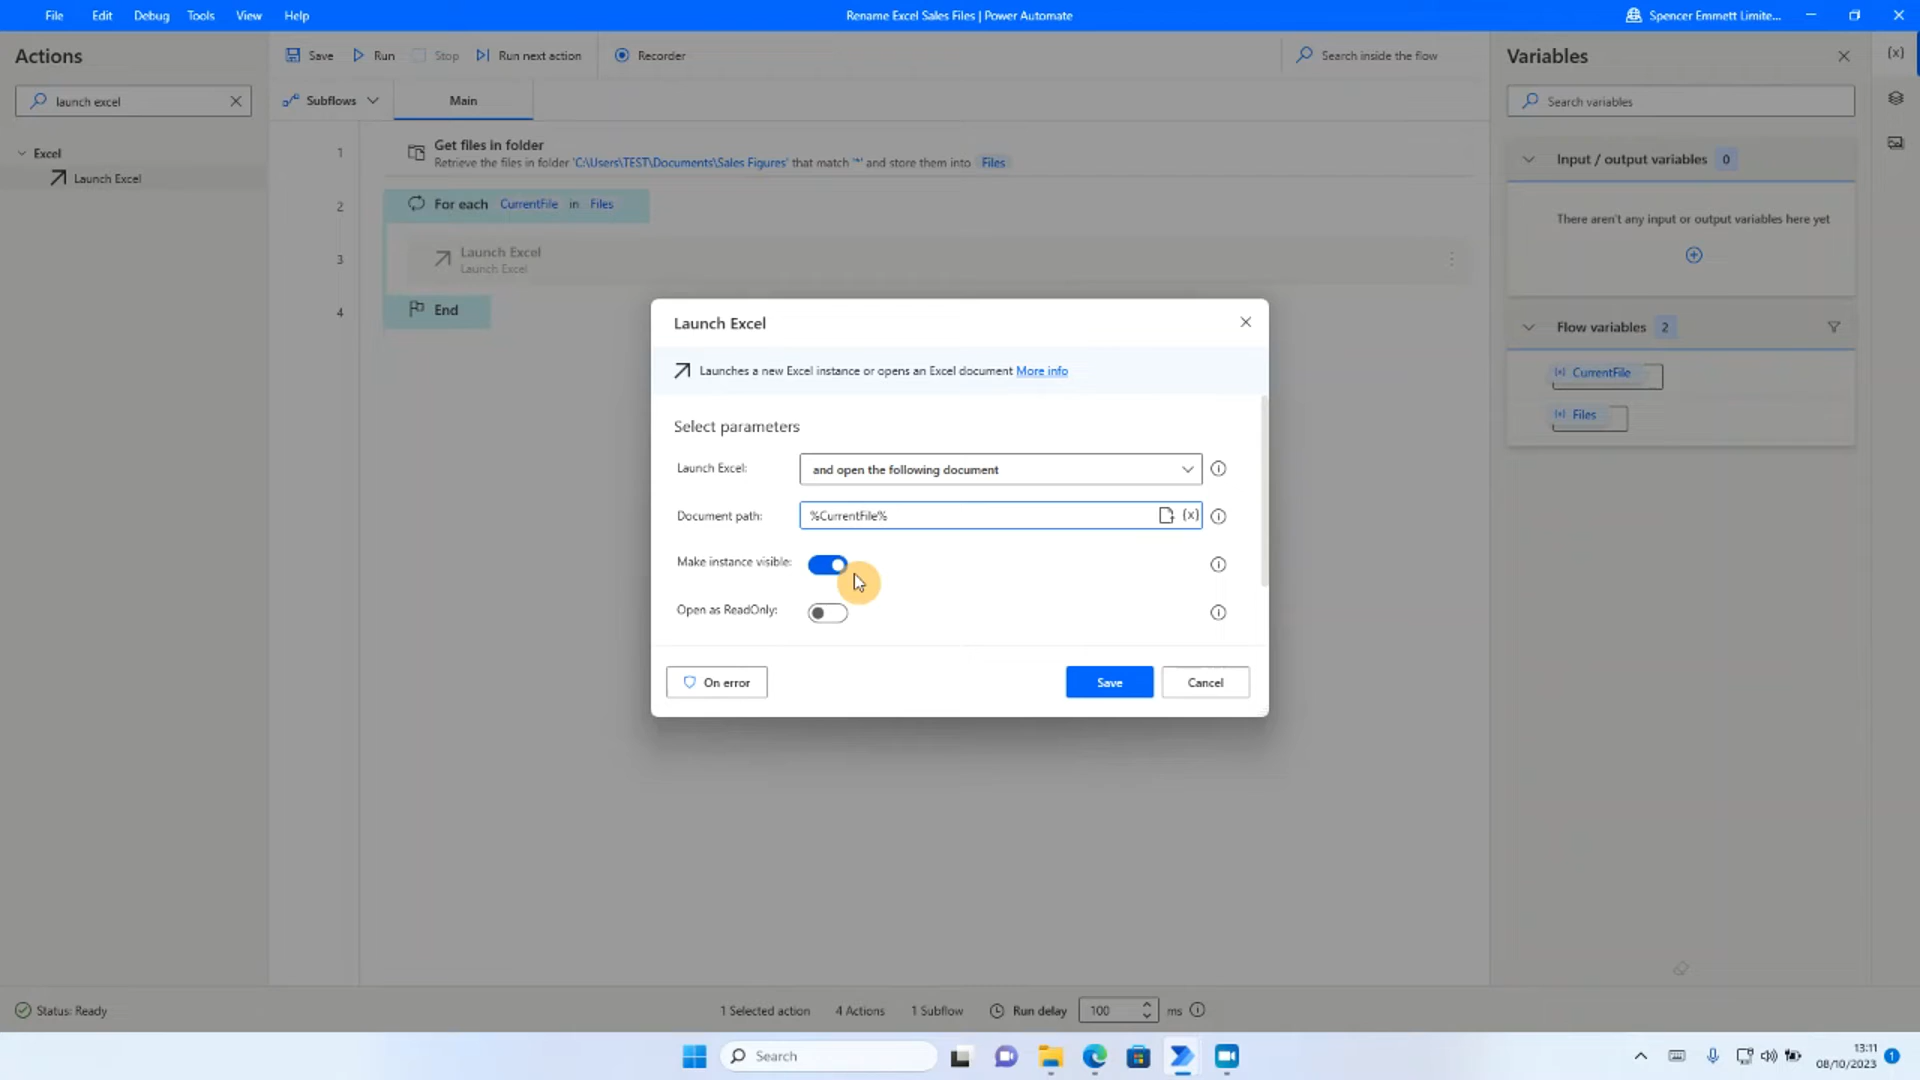 File Edit Debug Tools View Help
Rename Excel Sales Files | Power Automate
Spencer Emmett Limite...
Actions
launch excel
Excel
Launch Excel
Save Run Stop Run next action Recorder
Search inside the flow
Subflows
Main
1
Get files in folder
Retrieve the files in folder 'C:\Users\TEST\Documents\Sales Figures' that match '*' and store them into Files
2
For each CurrentFile in Files
3
Launch Excel
Launch Excel
4
End
Launch Excel
Launches a new Excel instance or opens an Excel document More info
Select parameters
Launch Excel: and open the following document
Document path: %CurrentFile% {x}
Make instance visible:
Open as ReadOnly:
On error
Save
Cancel
Variables
{x}
Search variables
Input / output variables 0
There aren't any input or output variables here yet
Flow variables 2
{x} CurrentFile
{x} Files
Status: Ready
1 Selected action 4 Actions 1 Subflow Run delay 100 ms
Search
13:11
08/10/2023
1